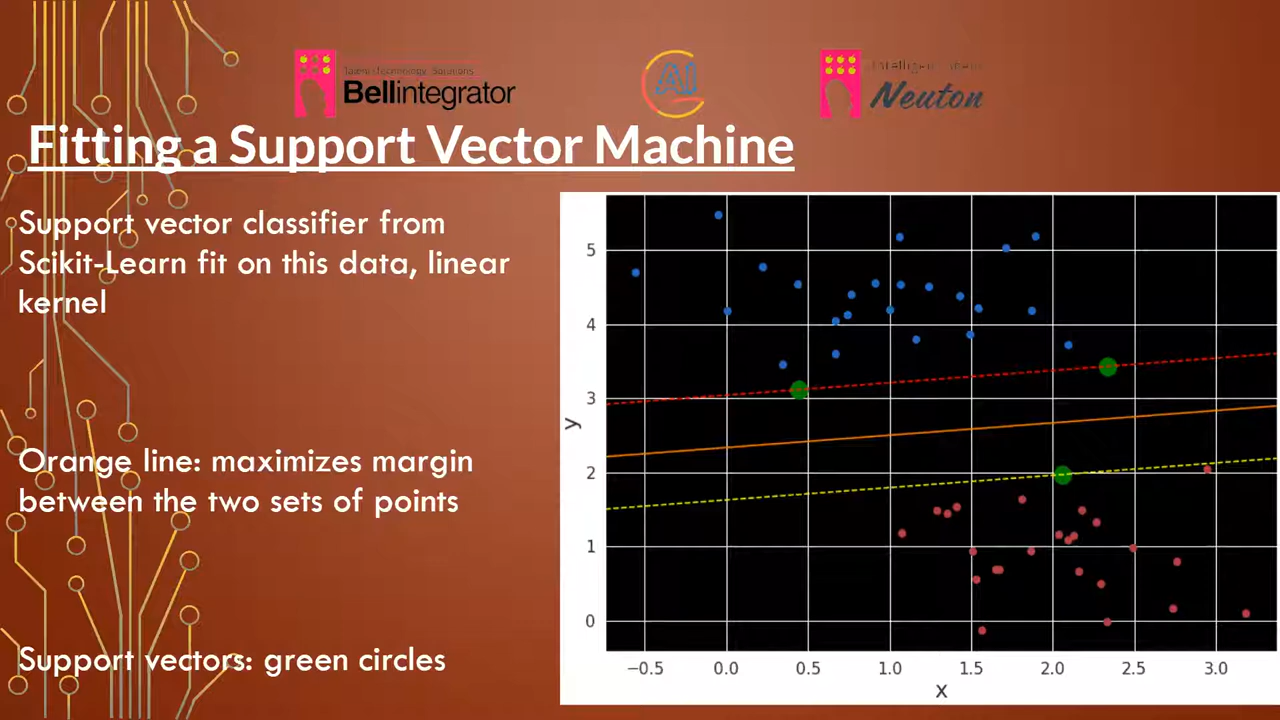 Bellintegrator
AI
Neuton
Fitting a Support Vector Machine
Support vector classifier from
Scikit-Learn fit on this data, linear
kernel
Orange line: maximizes margin
between the two sets of points
Support vectors: green circles
5
4
3
2
1
0
y
−0.5 0.0 0.5 1.0 1.5 2.0 2.5 3.0
x